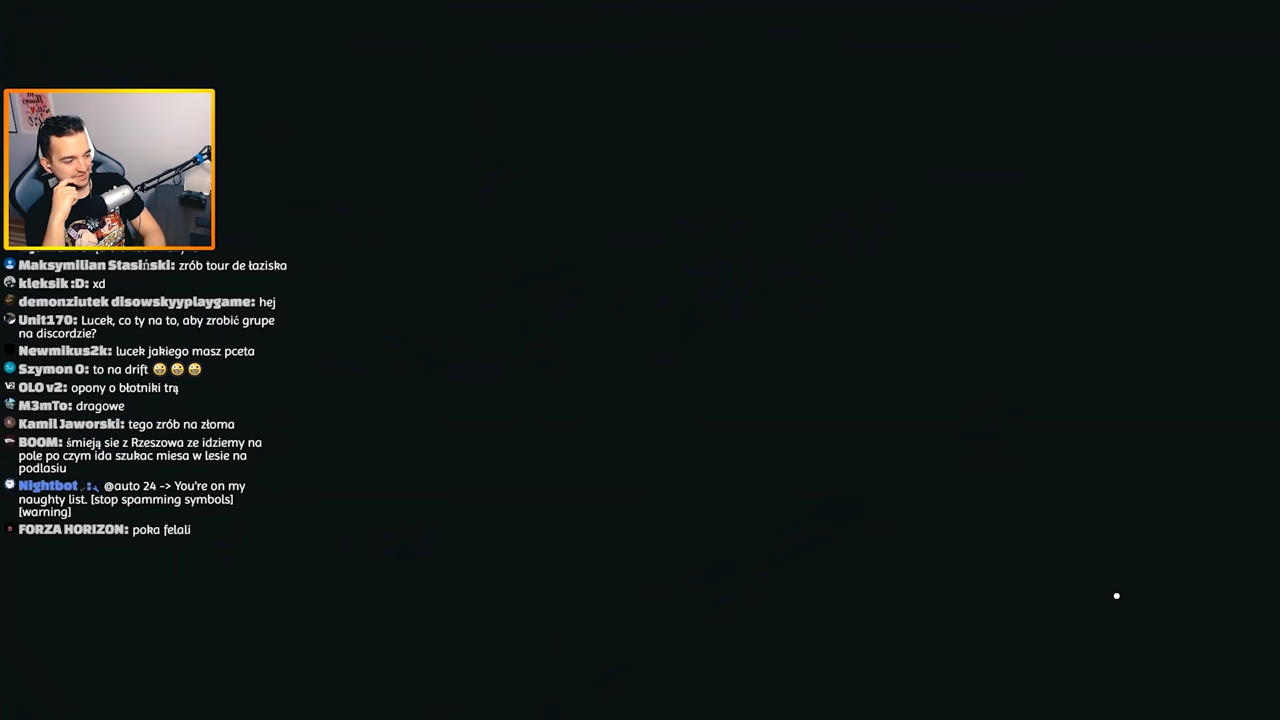 Maksymilian Stasiński: zrób tour de łaziska
kleksik :D: xd
demonziutek disowskyyplaygame: hej
Unit170: Lucek, co ty na to, aby zrobić grupe
na discordzie?
Newmikus2k: lucek jakiego masz pceta
Szymon O: to na drift 😀 😀 😀
OLO v2: opony o błotniki trą
M3mTo: dragowe
Kamil Jaworski: tego zrób na złoma
BOOM: śmieją sie z Rzeszowa ze idziemy na
pole po czym ida szukac miesa w lesie na
podlasiu
Nightbot : @auto 24 -> You're on my
naughty list. [stop spamming symbols]
[warning]
FORZA HORIZON: poka felali